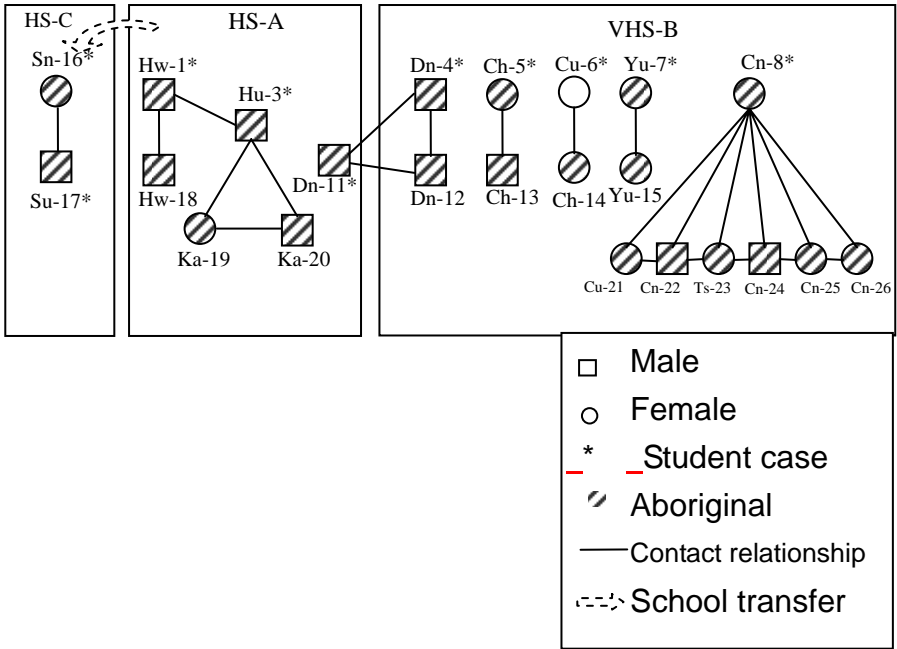 HS-C
HS-A
VHS-B
Sn-16*
Hw-1*
Hu-3*
Dn-4*
Ch-5*
Cu-6*
Yu-7*
Cn-8*
Su-17*
Hw-18
Dn-11*
Dn-12
Ch-13
Ch-14
Yu-15
Ka-19
Ka-20
Cu-21
Cn-22
Ts-23
Cn-24
Cn-25
Cn-26
Male
Female
_* _Student case
Aboriginal
Contact relationship
School transfer